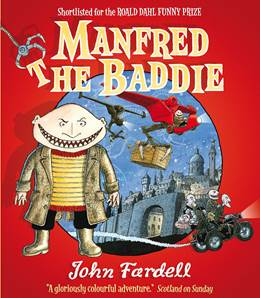 Shortlisted for the ROALD DAHL FUNNY PRIZE
MANFRED
THE BADDIE
John Fardell
"A gloriously colourful adventure." Scotland on Sunday